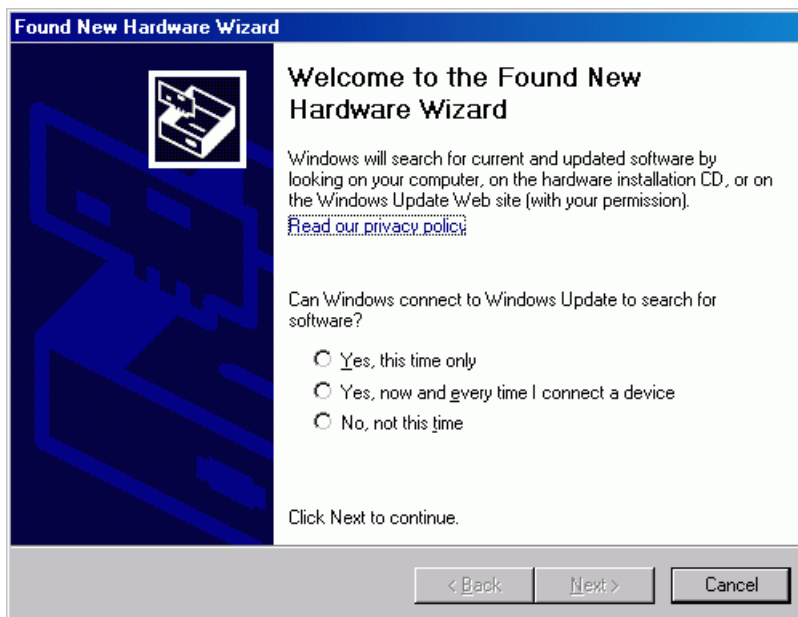 Found New Hardware Wizard
Welcome to the Found New
Hardware Wizard
Windows will search for current and updated software by
looking on your computer, on the hardware installation CD, or on
the Windows Update Web site (with your permission).
Read our privacy policy
Can Windows connect to Windows Update to search for
software?
Yes, this time only
Yes, now and every time I connect a device
No, not this time
Click Next to continue.
< Back Next > Cancel